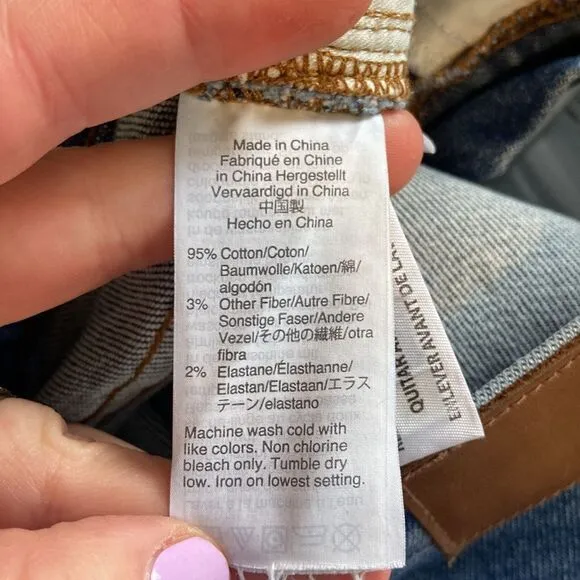 Made in China
Fabriqué en Chine
in China Hergestellt
Vervaardigd in China
中国製
Hecho en China
95% Cotton/Coton/
Baumwolle/Katoen/綿/
algodón
3% Other Fiber/Autre Fibre/
Sonstige Faser/Andere
Vezel/その他の繊維/otra
fibra
2% Elastane/Élasthanne/
Elastan/Elastaan/エラス
テーン/elastano
Machine wash cold with
like colors. Non chlorine
bleach only. Tumble dry
low. Iron on lowest setting.
QUITAR
ENLEVER AVANT DE LA